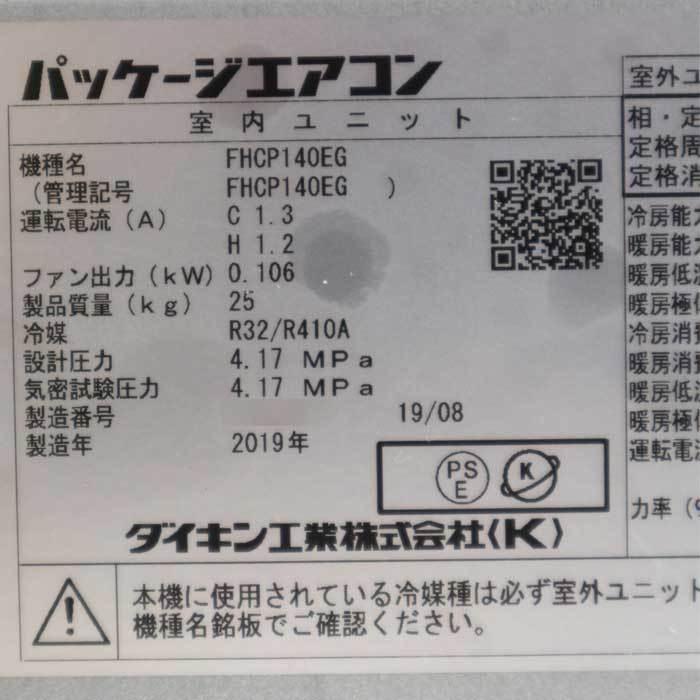 パッケージエアコン
室内ユニット
機種名 FHCP140EG
（管理記号 FHCP140EG ）
運転電流（A） C 1.3
H 1.2
ファン出力（kW） 0.106
製品質量（kg） 25
冷媒 R32/R410A
設計圧力 4.17 MPa
気密試験圧力 4.17 MPa
製造番号 19/08
製造年 2019年
PS
E
K
ダイキン工業株式会社〈K〉
本機に使用されている冷媒種は必ず室外ユニット
機種名銘板でご確認ください。
室外ユ
相・定
定格周
定格消
冷房能
暖房能
暖房低温
暖房極低
冷房消費
暖房消費
暖房低
暖房極低
運転電流
力率（